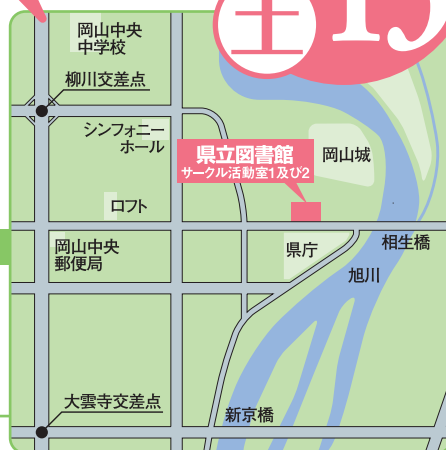 土
岡山中央
中学校
柳川交差点
シンフォニー
ホール
県立図書館
サークル活動室1及び2
岡山城
ロフト
岡山中央
郵便局
県庁
相生橋
旭川
大雲寺交差点
新京橋